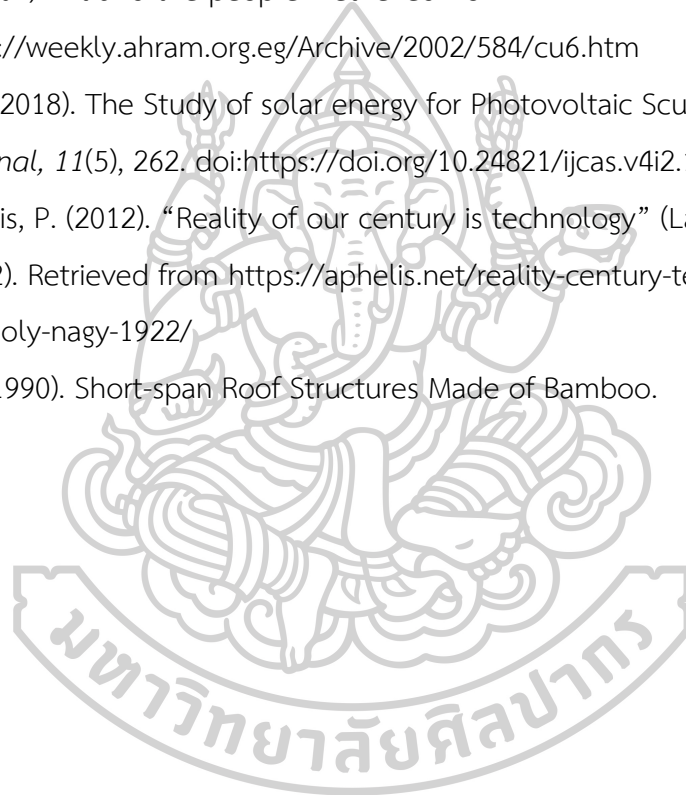 ://weekly.ahram.org.eg/Archive/2002/584/cu6.htm
2018). The Study of solar energy for Photovoltaic Scu
nal, 11(5), 262. doi:https://doi.org/10.24821/ijcas.v4i2.
is, P. (2012). “Reality of our century is technology” (La
2). Retrieved from https://aphelis.net/reality-century-te
oly-nagy-1922/
1990). Short-span Roof Structures Made of Bamboo.
มหาวิทยาลัยศิลปากร